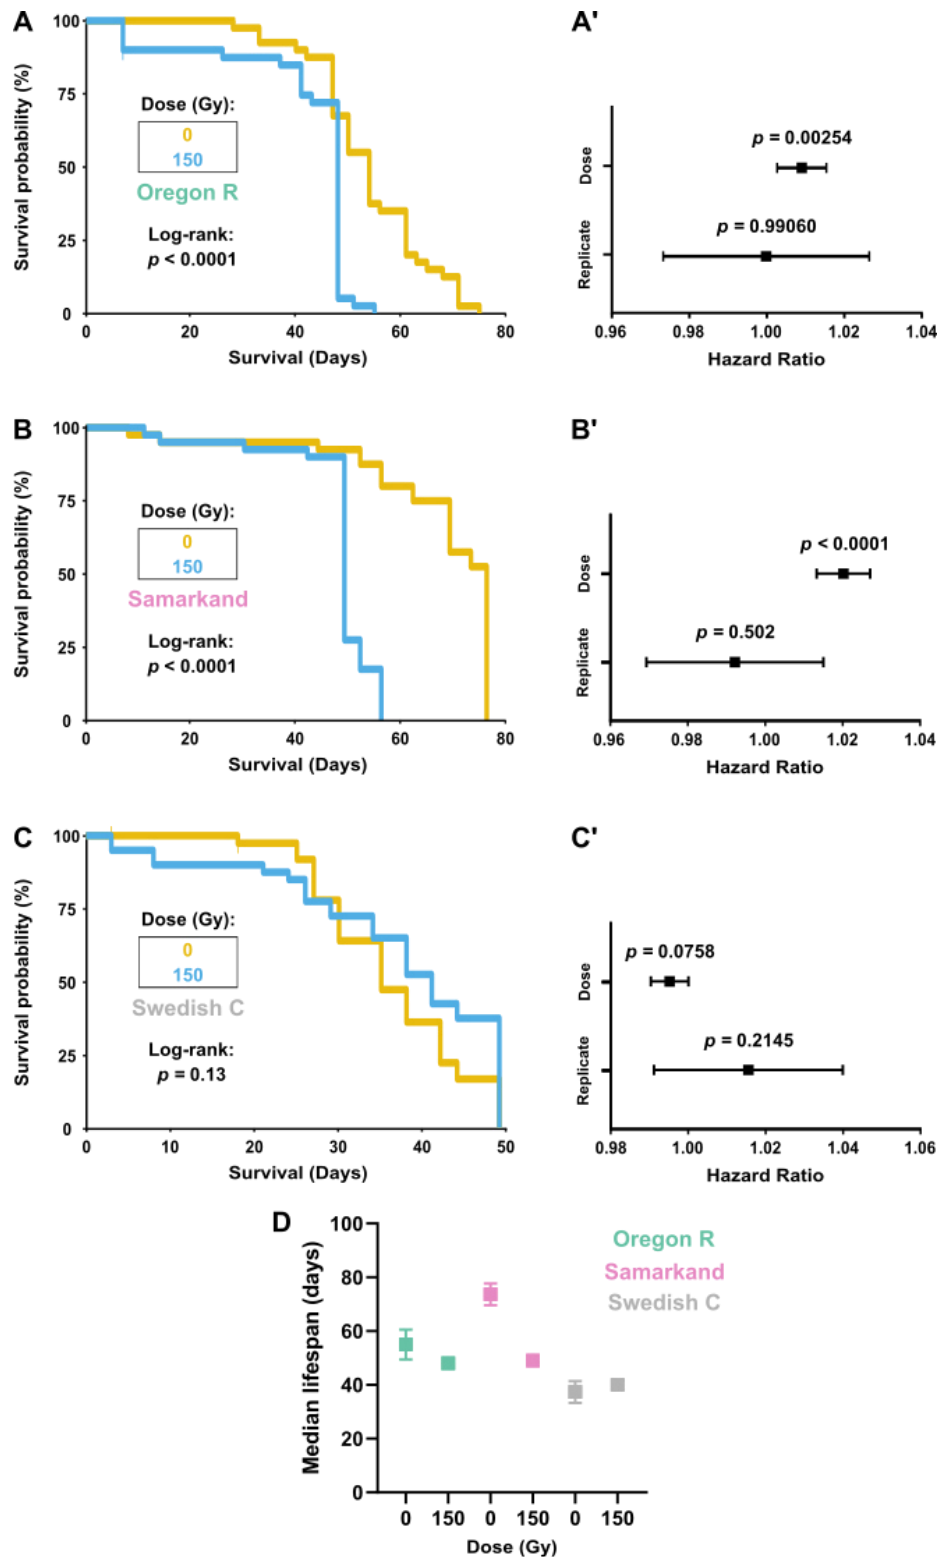 A
Survival probability (%)
100
75
50
25
0
Dose (Gy):
0
150
Oregon R
Log-rank:
p < 0.0001
0 20 40 60 80
Survival (Days)
A'
Dose
Replicate
p = 0.00254
p = 0.99060
0.96 0.98 1.00 1.02 1.04
Hazard Ratio
B
Survival probability (%)
100
75
50
25
0
Dose (Gy):
0
150
Samarkand
Log-rank:
p < 0.0001
0 20 40 60 80
Survival (Days)
B'
Dose
Replicate
p < 0.0001
p = 0.502
0.96 0.98 1.00 1.02 1.04
Hazard Ratio
C
Survival probability (%)
100
75
50
25
0
Dose (Gy):
0
150
Swedish C
Log-rank:
p = 0.13
0 10 20 30 40 50
Survival (Days)
C'
Dose
Replicate
p = 0.0758
p = 0.2145
0.98 1.00 1.02 1.04 1.06
Hazard Ratio
D
Median lifespan (days)
100
80
60
40
20
0
Oregon R
Samarkand
Swedish C
0 150 0 150 0 150
Dose (Gy)